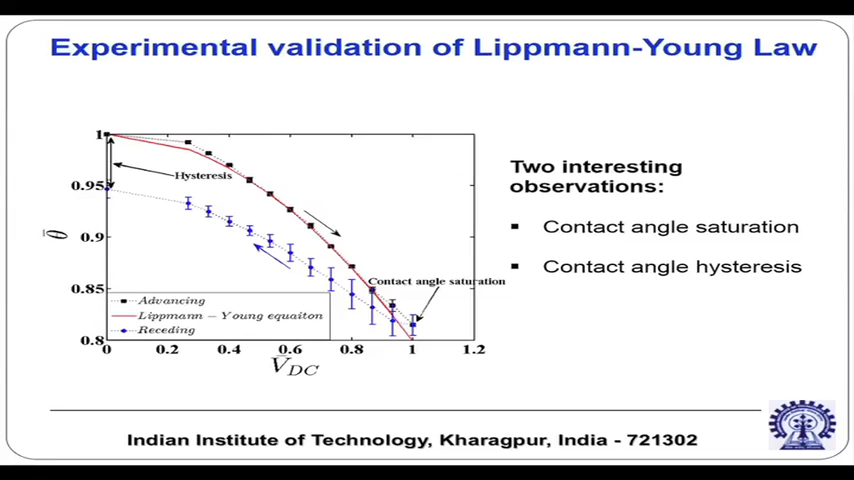 Experimental validation of Lippmann-Young Law
1
0.95
0.9
0.85
0.8
θ̄
Hysteresis
Contact angle saturation
Advancing
Lippmann − Young equaiton
Receding
0 0.2 0.4 0.6 0.8 1 1.2
V̄DC
Two interesting
observations:
▪ Contact angle saturation
▪ Contact angle hysteresis
Indian Institute of Technology, Kharagpur, India - 721302